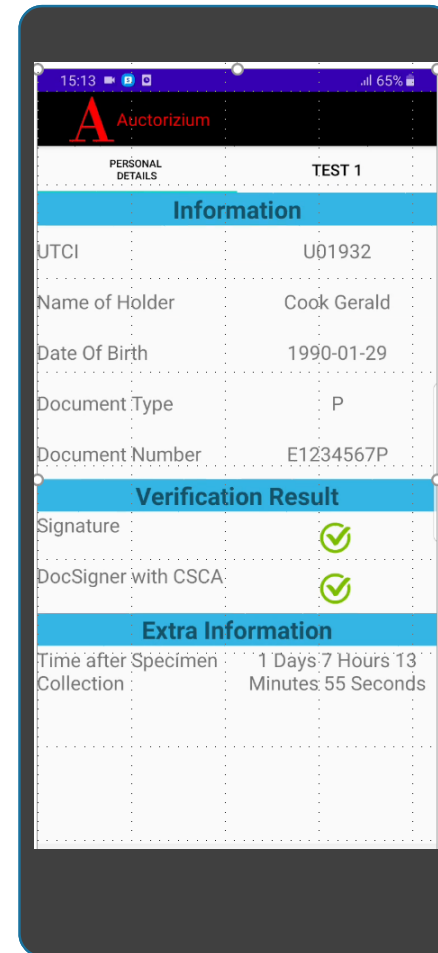 15:13 65%
A Auctorizium
PERSONAL
DETAILS
TEST 1
Information
UTCI U01932
Name of Holder Cook Gerald
Date Of Birth 1990-01-29
Document Type P
Document Number E1234567P
Verification Result
Signature
DocSigner with CSCA
Extra Information
Time after Specimen 1 Days 7 Hours 13
Collection Minutes 55 Seconds